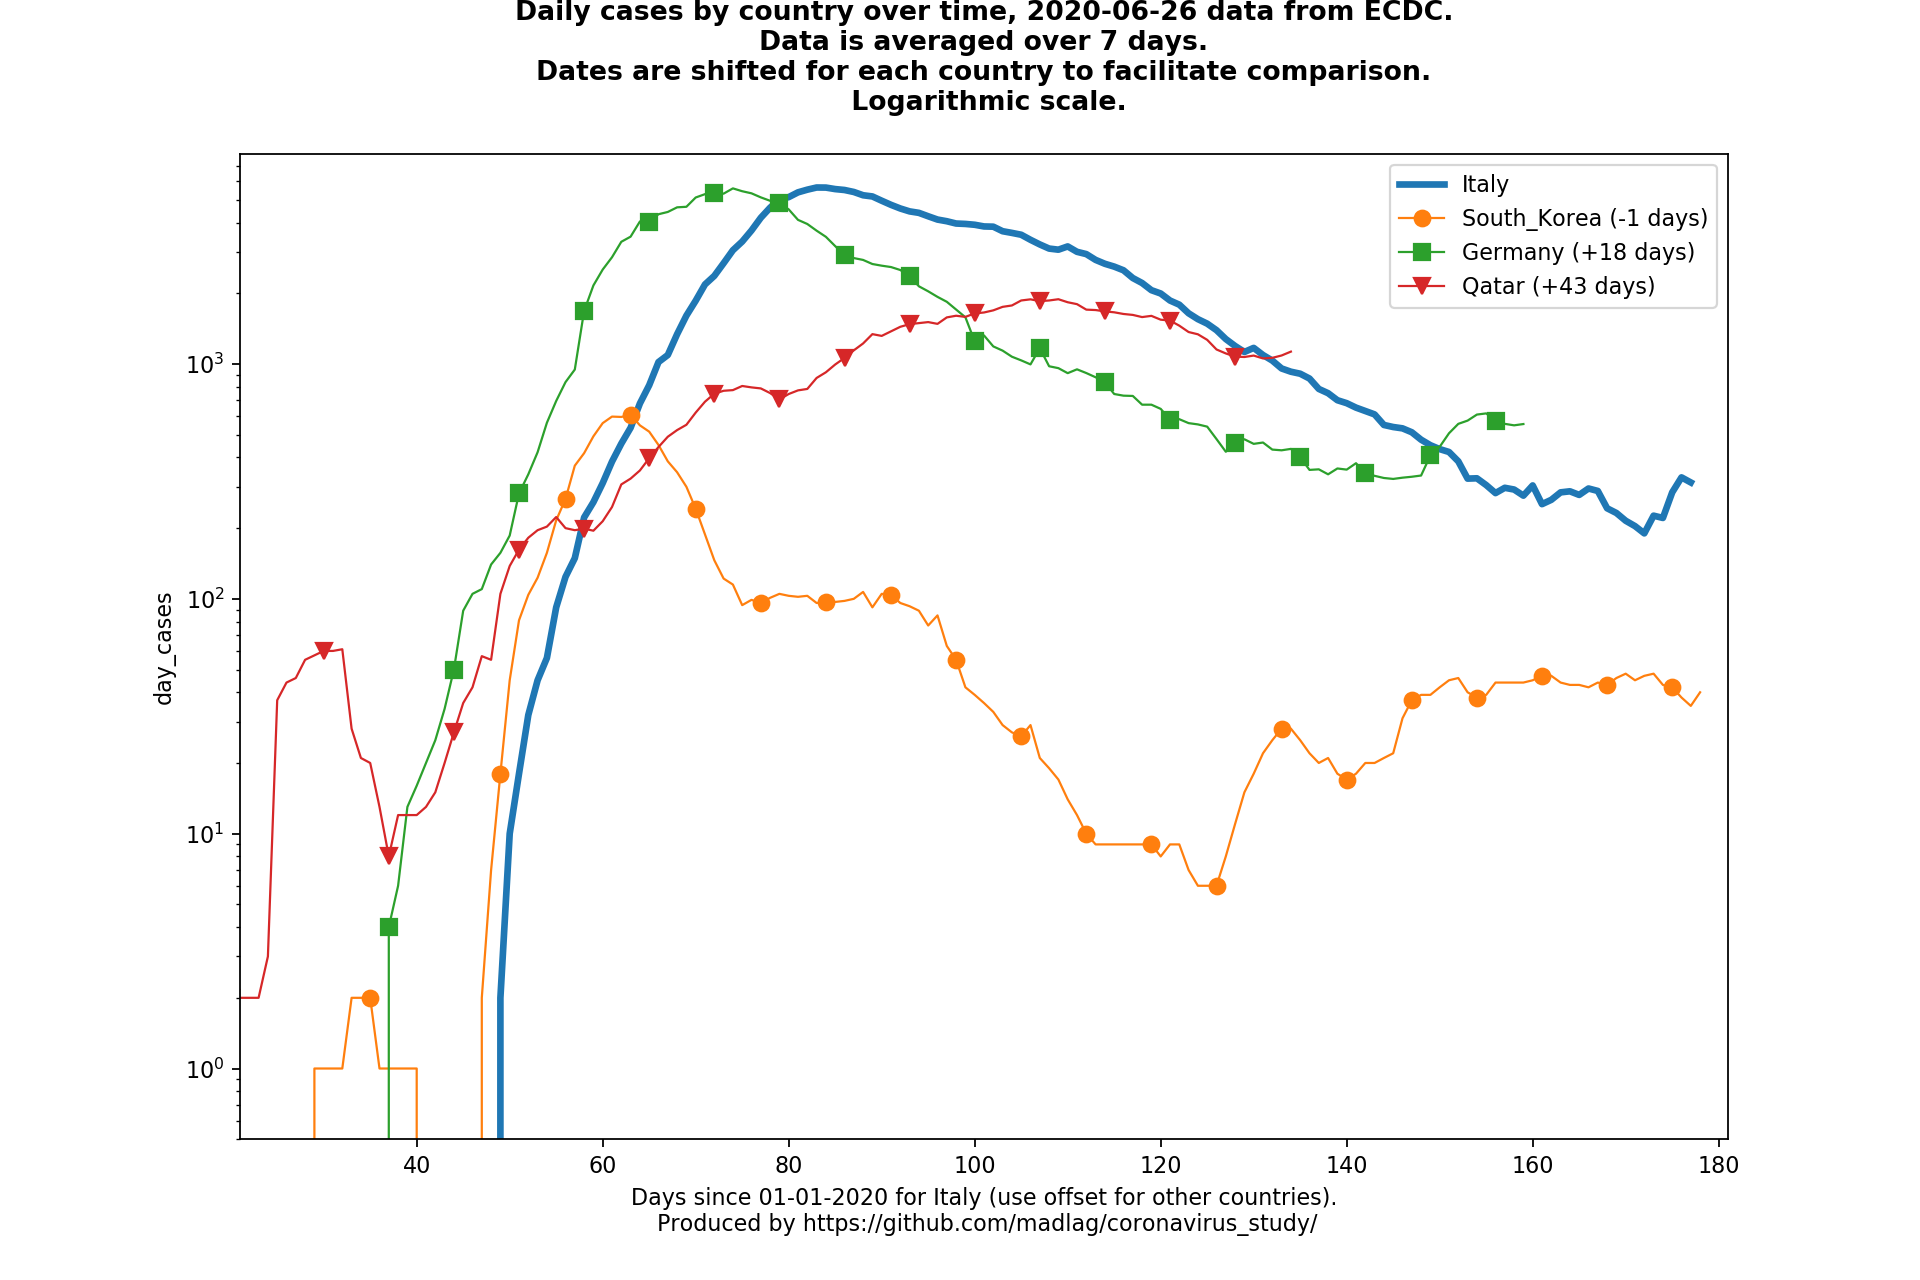 Daily cases by country over time, 2020-06-26 data from ECDC.
Data is averaged over 7 days.
Dates are shifted for each country to facilitate comparison.
Logarithmic scale.
Italy
South_Korea (-1 days)
Germany (+18 days)
Qatar (+43 days)
10³
10²
10¹
10⁰
day_cases
40 60 80 100 120 140 160 180
Days since 01-01-2020 for Italy (use offset for other countries).
Produced by https://github.com/madlag/coronavirus_study/